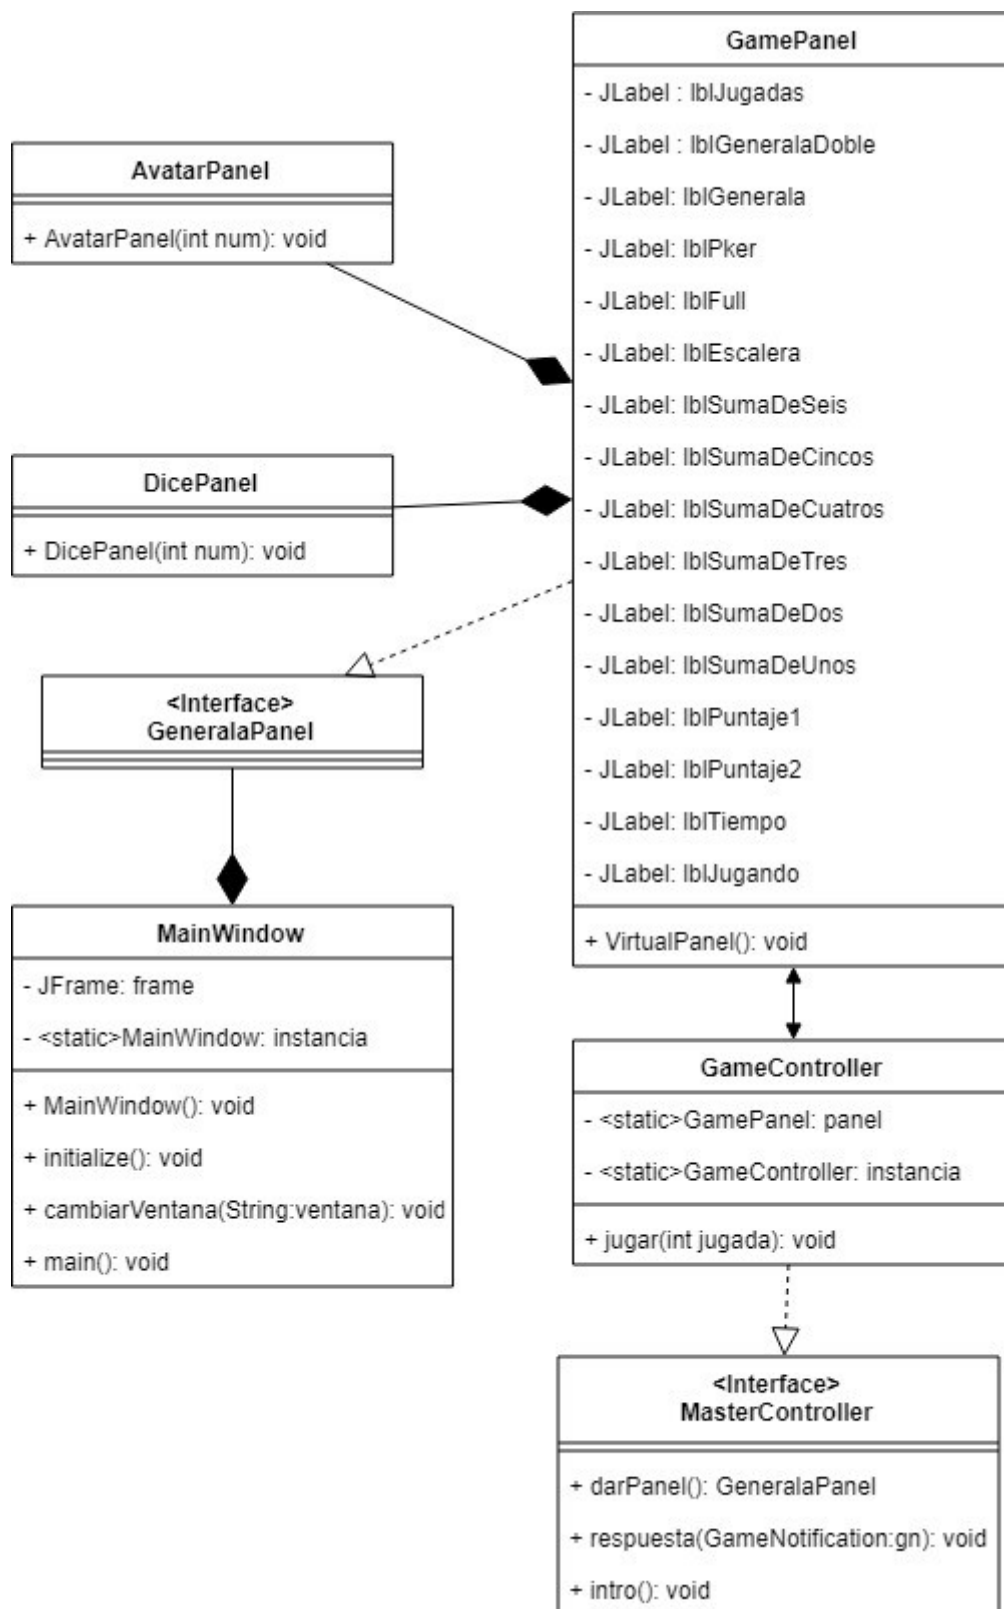 GamePanel
- JLabel : lblJugadas
- JLabel : lblGeneralaDoble
- JLabel: lblGenerala
- JLabel: lblPker
- JLabel: lblFull
- JLabel: lblEscalera
- JLabel: lblSumaDeSeis
- JLabel: lblSumaDeCincos
- JLabel: lblSumaDeCuatros
- JLabel: lblSumaDeTres
- JLabel: lblSumaDeDos
- JLabel: lblSumaDeUnos
- JLabel: lblPuntaje1
- JLabel: lblPuntaje2
- JLabel: lblTiempo
- JLabel: lblJugando
+ VirtualPanel(): void
AvatarPanel
+ AvatarPanel(int num): void
DicePanel
+ DicePanel(int num): void
<Interface>
GeneralaPanel
MainWindow
- JFrame: frame
- <static>MainWindow: instancia
+ MainWindow(): void
+ initialize(): void
+ cambiarVentana(String:ventana): void
+ main(): void
GameController
- <static>GamePanel: panel
- <static>GameController: instancia
+ jugar(int jugada): void
<Interface>
MasterController
+ darPanel(): GeneralaPanel
+ respuesta(GameNotification:gn): void
+ intro(): void